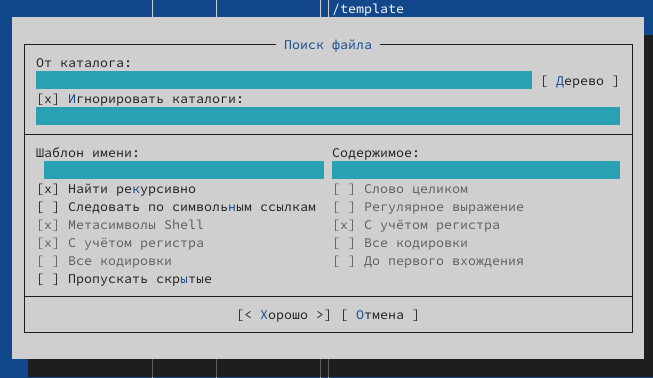 /template
Поиск файла
От каталога:
[ Дерево ]
[x] Игнорировать каталоги:
Шаблон имени:
Содержимое:
[x] Найти рекурсивно
[ ] Слово целиком
[ ] Следовать по символьным ссылкам
[ ] Регулярное выражение
[x] Метасимволы Shell
[x] С учётом регистра
[x] С учётом регистра
[ ] Все кодировки
[ ] Все кодировки
[ ] До первого вхождения
[ ] Пропускать скрытые
[< Хорошо >] [ Отмена ]